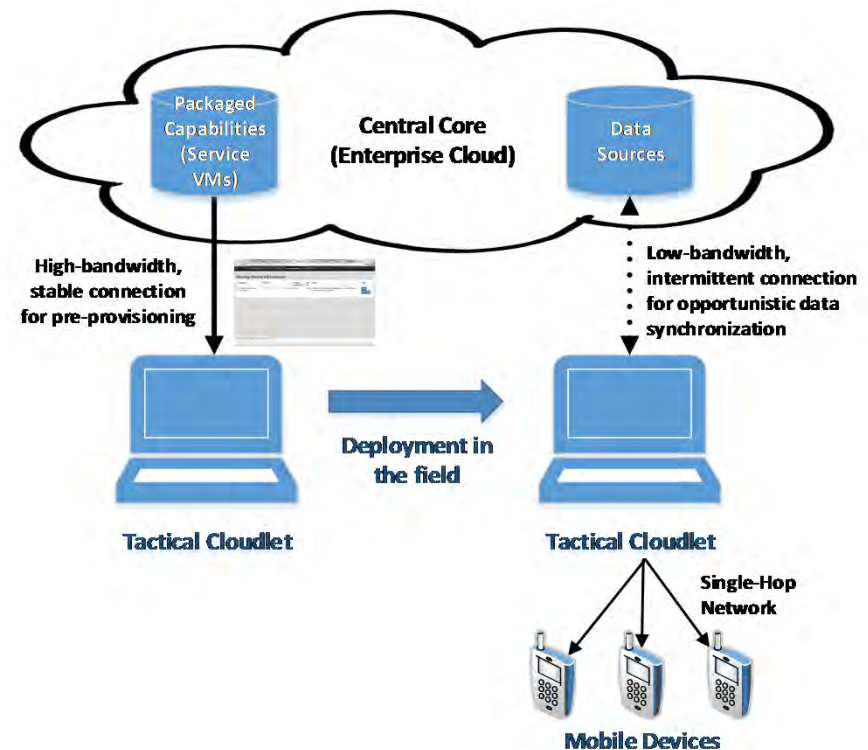 Packaged
Capabilities
(Service
VMs)
Central Core
(Enterprise Cloud)
Data
Sources
High-bandwidth,
stable connection
for pre-provisioning
Low-bandwidth,
intermittent connection
for opportunistic data
synchronization
Deployment in
the field
Tactical Cloudlet
Tactical Cloudlet
Single-Hop
Network
Mobile Devices